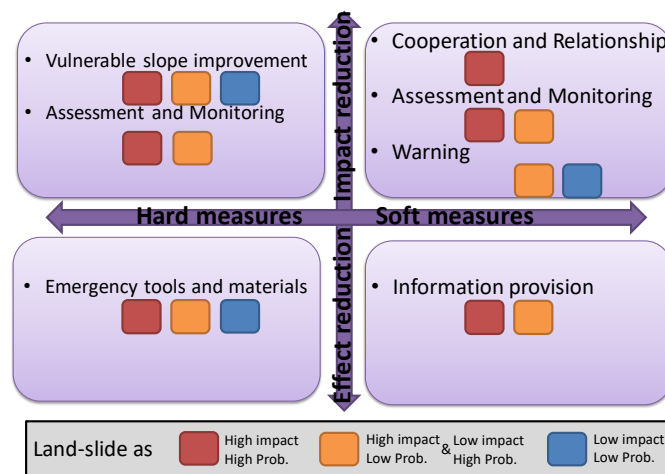 • Vulnerable slope improvement
• Assessment and Monitoring
• Cooperation and Relationship
• Assessment and Monitoring
• Warning
Impact reduction
Hard measures
Soft measures
Effect reduction
• Emergency tools and materials
• Information provision
Land-slide as
High impact
High Prob.
High impact
Low Prob.
&
Low impact
High Prob.
Low impact
Low Prob.